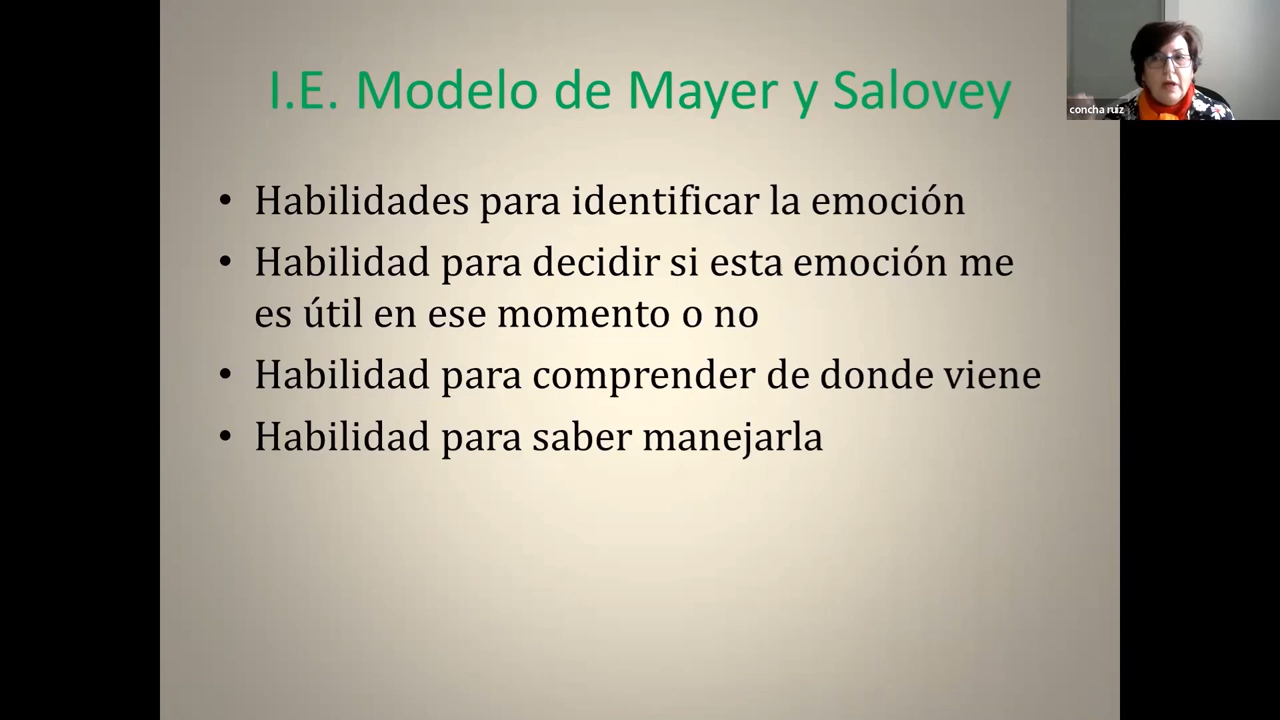 I.E. Modelo de Mayer y Salovey
concha ruiz
• Habilidades para identificar la emoción
• Habilidad para decidir si esta emoción me
es útil en ese momento o no
• Habilidad para comprender de donde viene
• Habilidad para saber manejarla